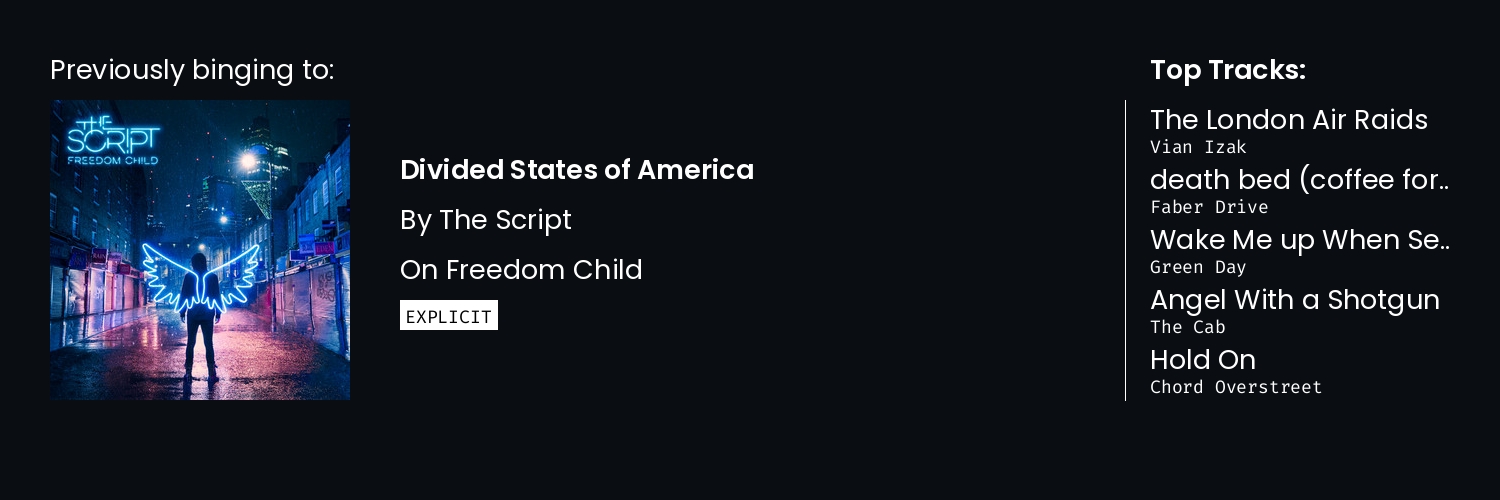 Previously binging to:
THE
SCRIPT
FREEDOM CHILD
Divided States of America
By The Script
On Freedom Child
EXPLICIT
Top Tracks:
The London Air Raids
Vian Izak
death bed (coffee for..
Faber Drive
Wake Me up When Se..
Green Day
Angel With a Shotgun
The Cab
Hold On
Chord Overstreet